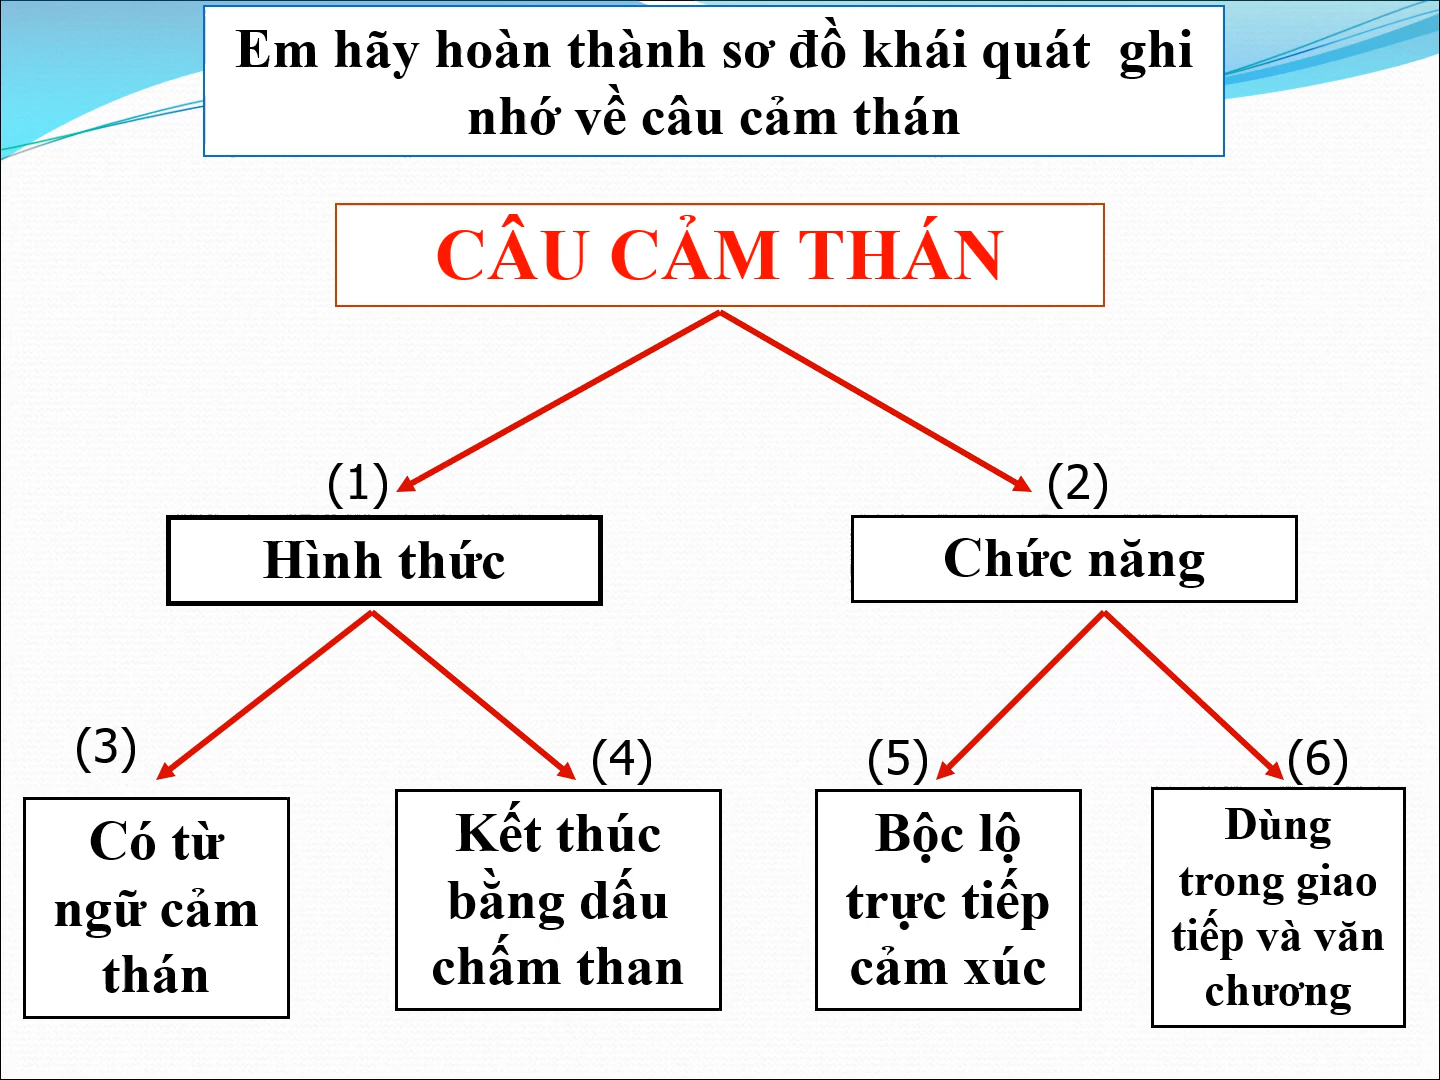 Em hãy hoàn thành sơ đồ khái quát  ghi
nhớ về câu cảm thán
CÂU CẢM THÁN
(1)
(2)
Hình thức
Chức năng
(3)
(4)
(5)
(6)
Có từ
ngữ cảm
thán
Kết thúc
bằng dấu
chấm than
Bộc lộ
trực tiếp
cảm xúc
Dùng
trong giao
tiếp và văn
chương